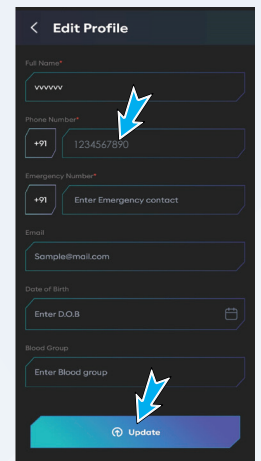 Edit Profile
Full Name*
vvvvvv
Phone Number*
+91 1234567890
Emergency Number*
+91 Enter Emergency contact
Email
Sample@mail.com
Date of Birth
Enter D.O.B
Blood Group
Enter Blood group
Update